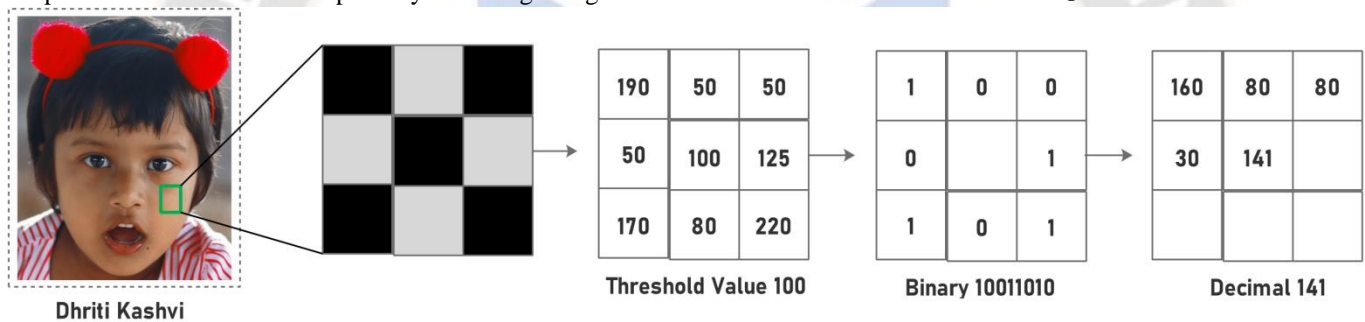 190 50 50
50 100 125
170 80 220
Threshold Value 100
1 0 0
0 1
1 0 1
Binary 10011010
160 80 80
30 141
Decimal 141
Dhriti Kashvi